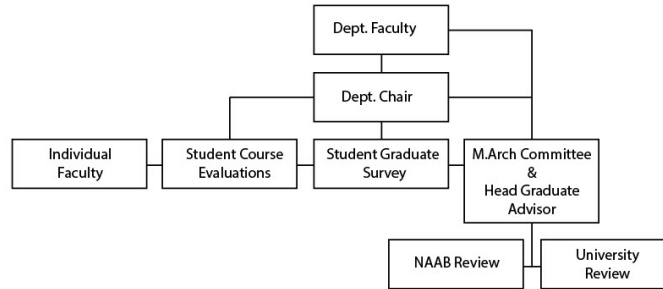 Dept. Faculty
Dept. Chair
Individual
Faculty
Student Course
Evaluations
Student Graduate
Survey
M.Arch Committee
&
Head Graduate
Advisor
NAAB Review
University
Review